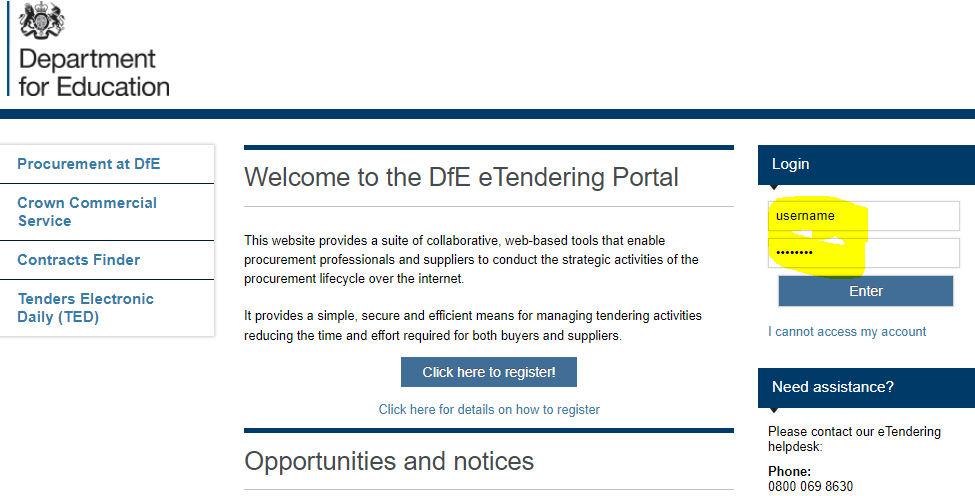 Department
for Education
Procurement at DfE
Crown Commercial
Service
Contracts Finder
Tenders Electronic
Daily (TED)
Welcome to the DfE eTendering Portal
This website provides a suite of collaborative, web-based tools that enable
procurement professionals and suppliers to conduct the strategic activities of the
procurement lifecycle over the internet.
It provides a simple, secure and efficient means for managing tendering activities
reducing the time and effort required for both buyers and suppliers.
Click here to register!
Click here for details on how to register
Opportunities and notices
Login
username
••••••••
Enter
I cannot access my account
Need assistance?
Please contact our eTendering
helpdesk:
Phone:
0800 069 8630